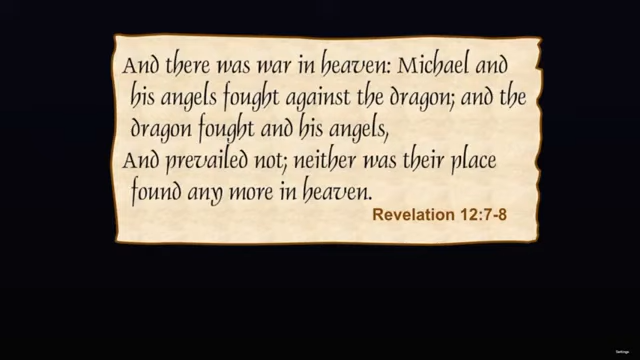 And there was war in heaven: Michael and
his angels fought against the dragon; and the
dragon fought and his angels,
And prevailed not; neither was their place
found any more in heaven.
Revelation 12:7-8
Settings